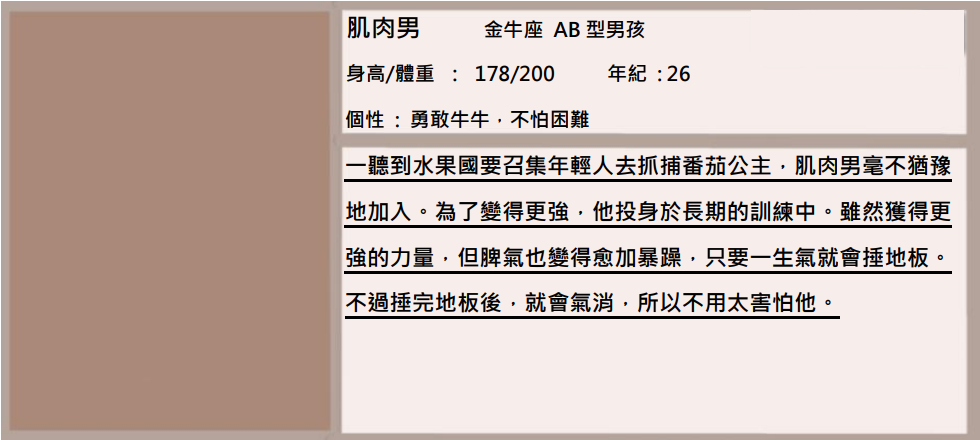 肌肉男 金牛座 AB 型男孩
身高/體重 : 178/200 年紀 : 26
個性 : 勇敢牛牛，不怕困難
一聽到水果國要召集年輕人去抓捕番茄公主，肌肉男毫不猶豫
地加入。為了變得更強，他投身於長期的訓練中。雖然獲得更
強的力量，但脾氣也變得愈加暴躁，只要一生氣就會捶地板。
不過捶完地板後，就會氣消，所以不用太害怕他。